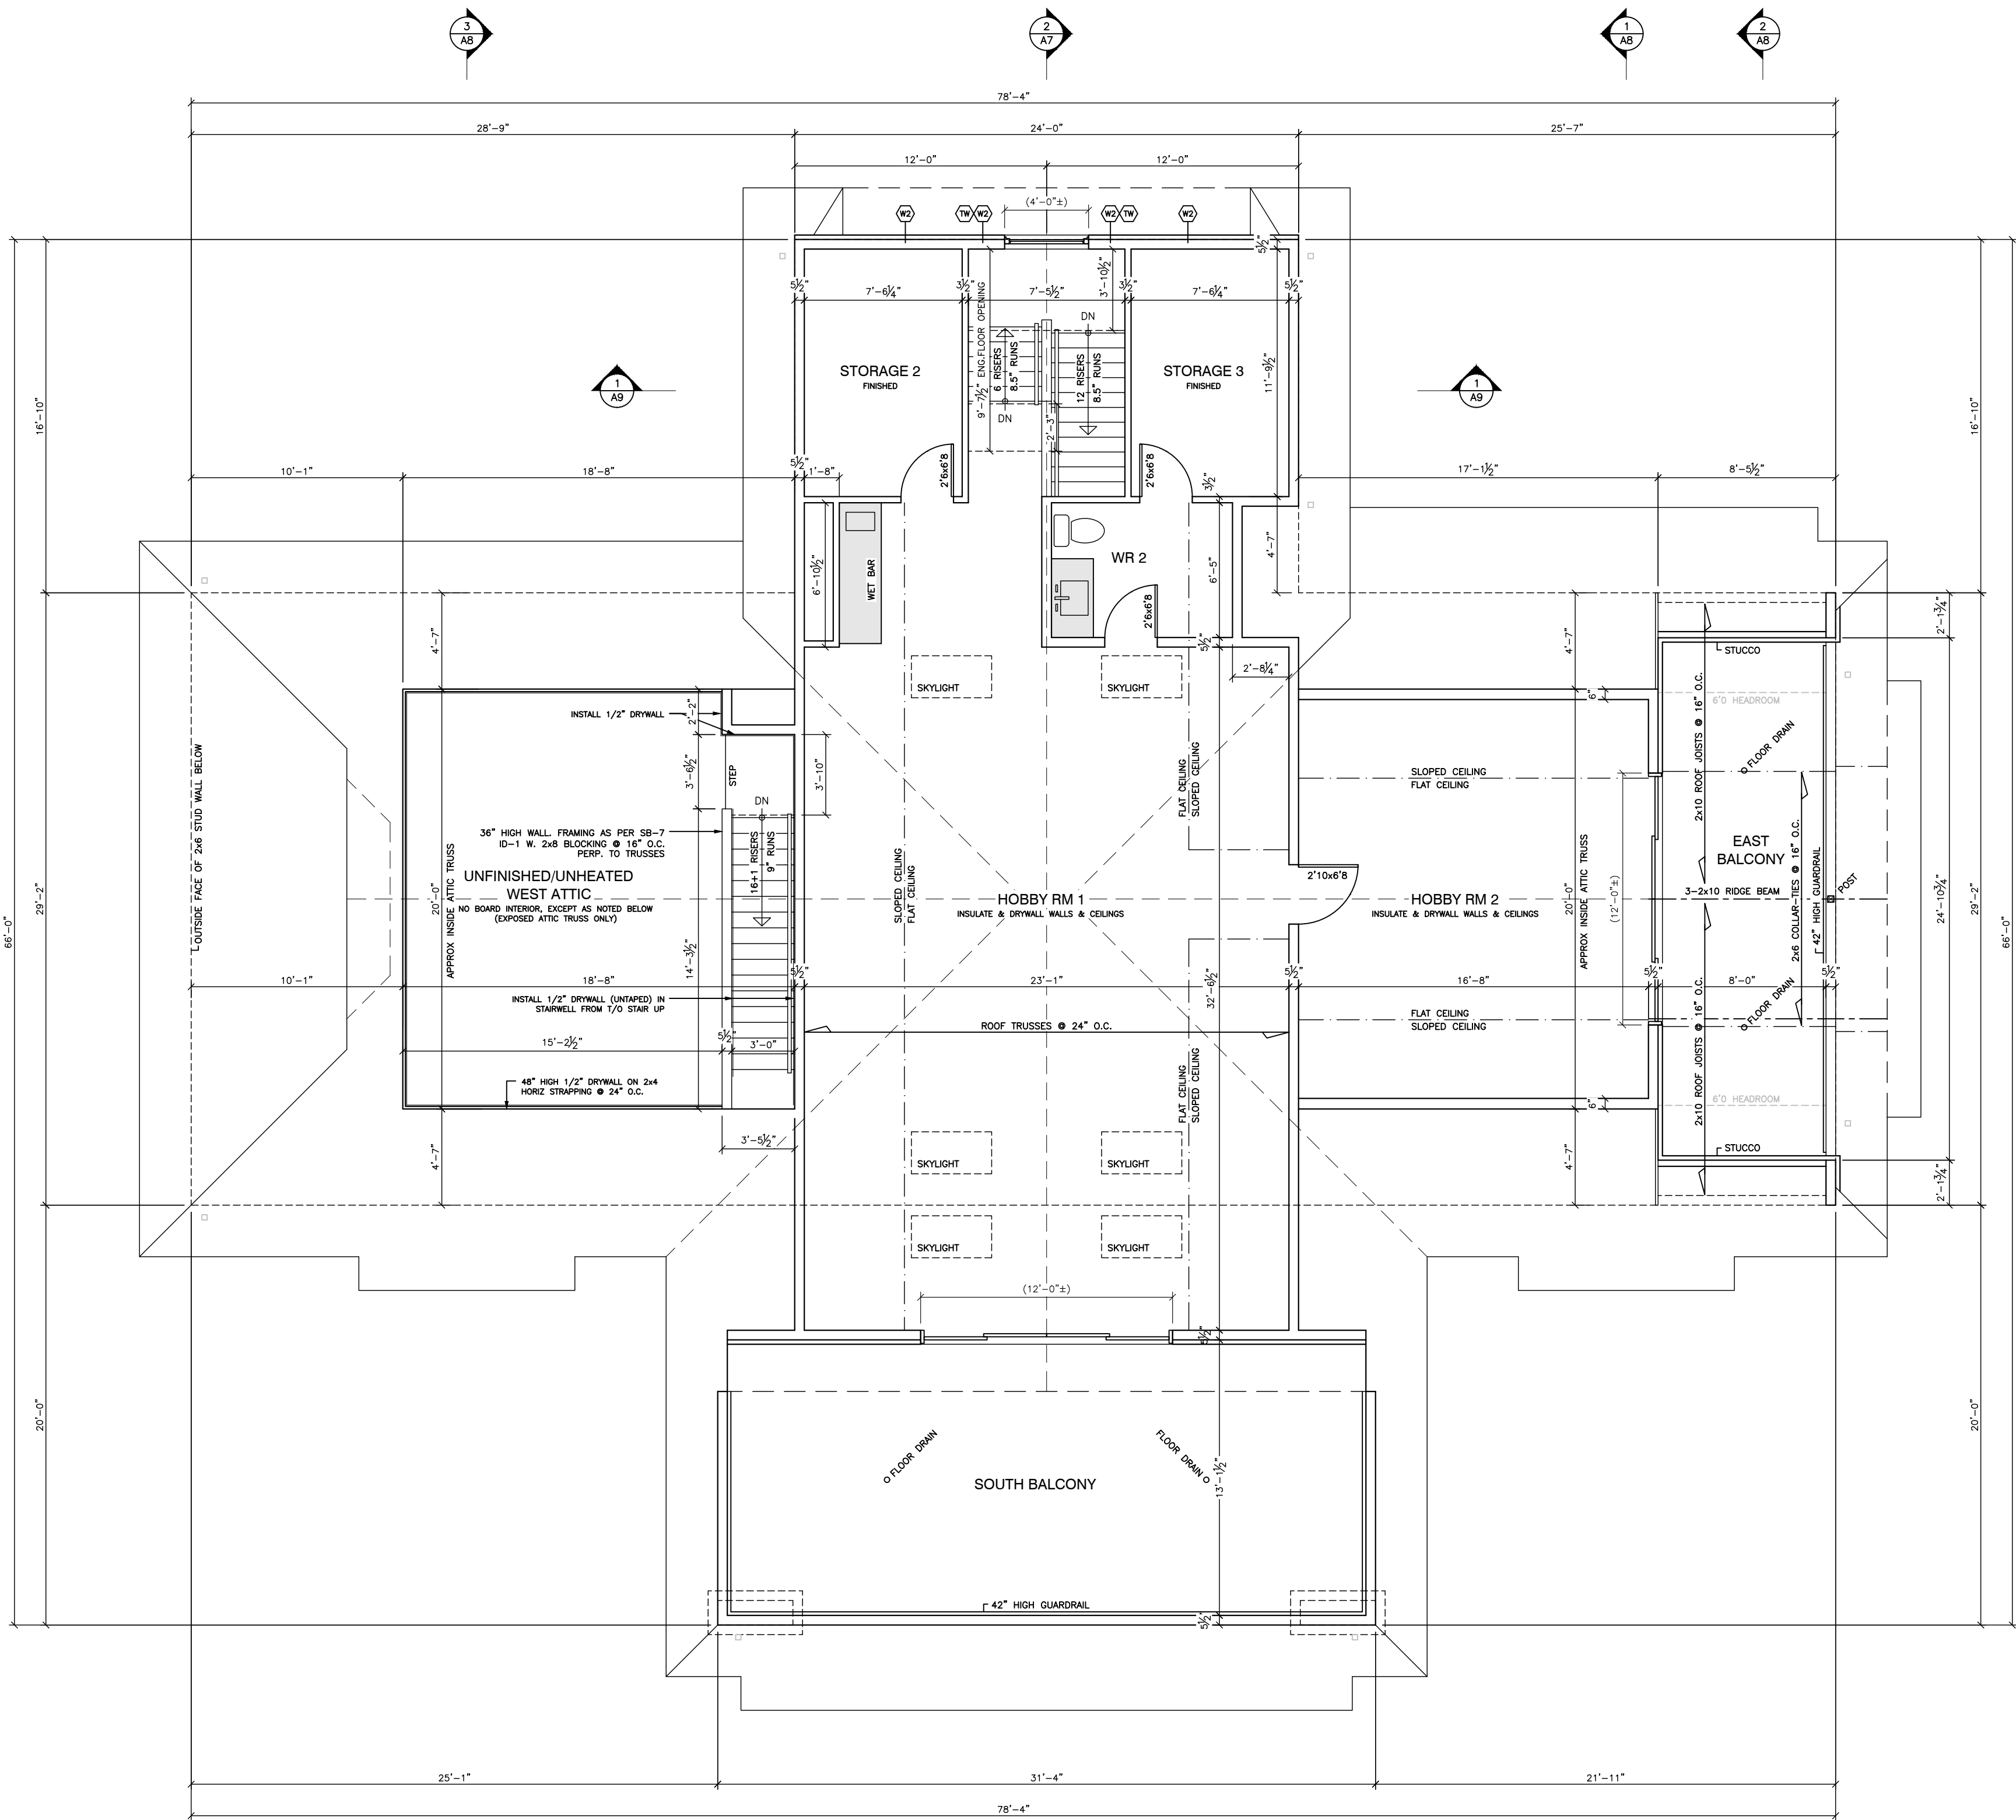 3
A8
2
A7
1
A8
2
A8
78'-4"
28'-9"
24'-0"
25'-7"
12'-0"
12'-0"
(4'-0"±)
W2
TW
W2
W2
TW
W2
5½"
5½"
7'-6¼"
3½"
7'-5½"
3½"
7'-6¼"
5½"
3'-10½"
9'-7½" ENG.FLOOR OPENING
DN
6 RISERS
8.5" RUNS
DN
12 RISERS
8.5" RUNS
2'-3"
STORAGE 2
FINISHED
STORAGE 3
FINISHED
11'-9½"
1
A9
1
A9
16'-10"
16'-10"
10'-1"
18'-8"
5½"
1'-8"
2'6x6'8
2'6x6'8
3½"
17'-1½"
8'-5½"
6'-10½"
WET BAR
WR 2
2'6x6'8
6'-5"
4'-7"
5½"
2'-8¼"
4'-7"
4'-7"
2'-1¾"
SKYLIGHT
SKYLIGHT
STUCCO
6"
6'0 HEADROOM
INSTALL 1/2" DRYWALL
2'-2"
3'-6½"
STEP
3'-10"
OUTSIDE FACE OF 2x6 STUD WALL BELOW
FLAT CEILING
SLOPED CEILING
SLOPED CEILING
FLAT CEILING
2x10 ROOF JOISTS @ 16" O.C.
FLOOR DRAIN
36" HIGH WALL. FRAMING AS PER SB-7
ID-1 W. 2x8 BLOCKING @ 16" O.C.
PERP. TO TRUSSES
DN
16+1 RISERS
9" RUNS
APPROX INSIDE ATTIC TRUSS
20'-0"
UNFINISHED/UNHEATED
WEST ATTIC
NO BOARD INTERIOR, EXCEPT AS NOTED BELOW
(EXPOSED ATTIC TRUSS ONLY)
SLOPED CEILING
FLAT CEILING
HOBBY RM 1
INSULATE & DRYWALL WALLS & CEILINGS
2'10x6'8
HOBBY RM 2
INSULATE & DRYWALL WALLS & CEILINGS
APPROX INSIDE ATTIC TRUSS
20'-0"
(12'-0"±)
EAST
BALCONY
3-2x10 RIDGE BEAM
2x6 COLLAR-TIES @ 16" O.C.
42" HIGH GUARDRAIL
POST
24'-10¾"
29'-2"
66'-0"
29'-2"
66'-0"
14'-3½"
10'-1"
18'-8"
5½"
23'-1"
32'-6½"
5½"
16'-8"
5½"
8'-0"
5½"
INSTALL 1/2" DRYWALL (UNTAPED) IN
STAIRWELL FROM T/O STAIR UP
ROOF TRUSSES @ 24" O.C.
FLAT CEILING
SLOPED CEILING
FLOOR DRAIN
2x10 ROOF JOISTS @ 16" O.C.
15'-2½"
5½"
3'-0"
48" HIGH 1/2" DRYWALL ON 2x4
HORIZ STRAPPING @ 24" O.C.
FLAT CEILING
SLOPED CEILING
6"
6'0 HEADROOM
3'-5½"
4'-7"
4'-7"
STUCCO
2'-1¾"
SKYLIGHT
SKYLIGHT
SKYLIGHT
SKYLIGHT
(12'-0"±)
5½"
20'-0"
20'-0"
FLOOR DRAIN
FLOOR DRAIN
SOUTH BALCONY
13'-1½"
42" HIGH GUARDRAIL
5½"
25'-1"
31'-4"
21'-11"
78'-4"